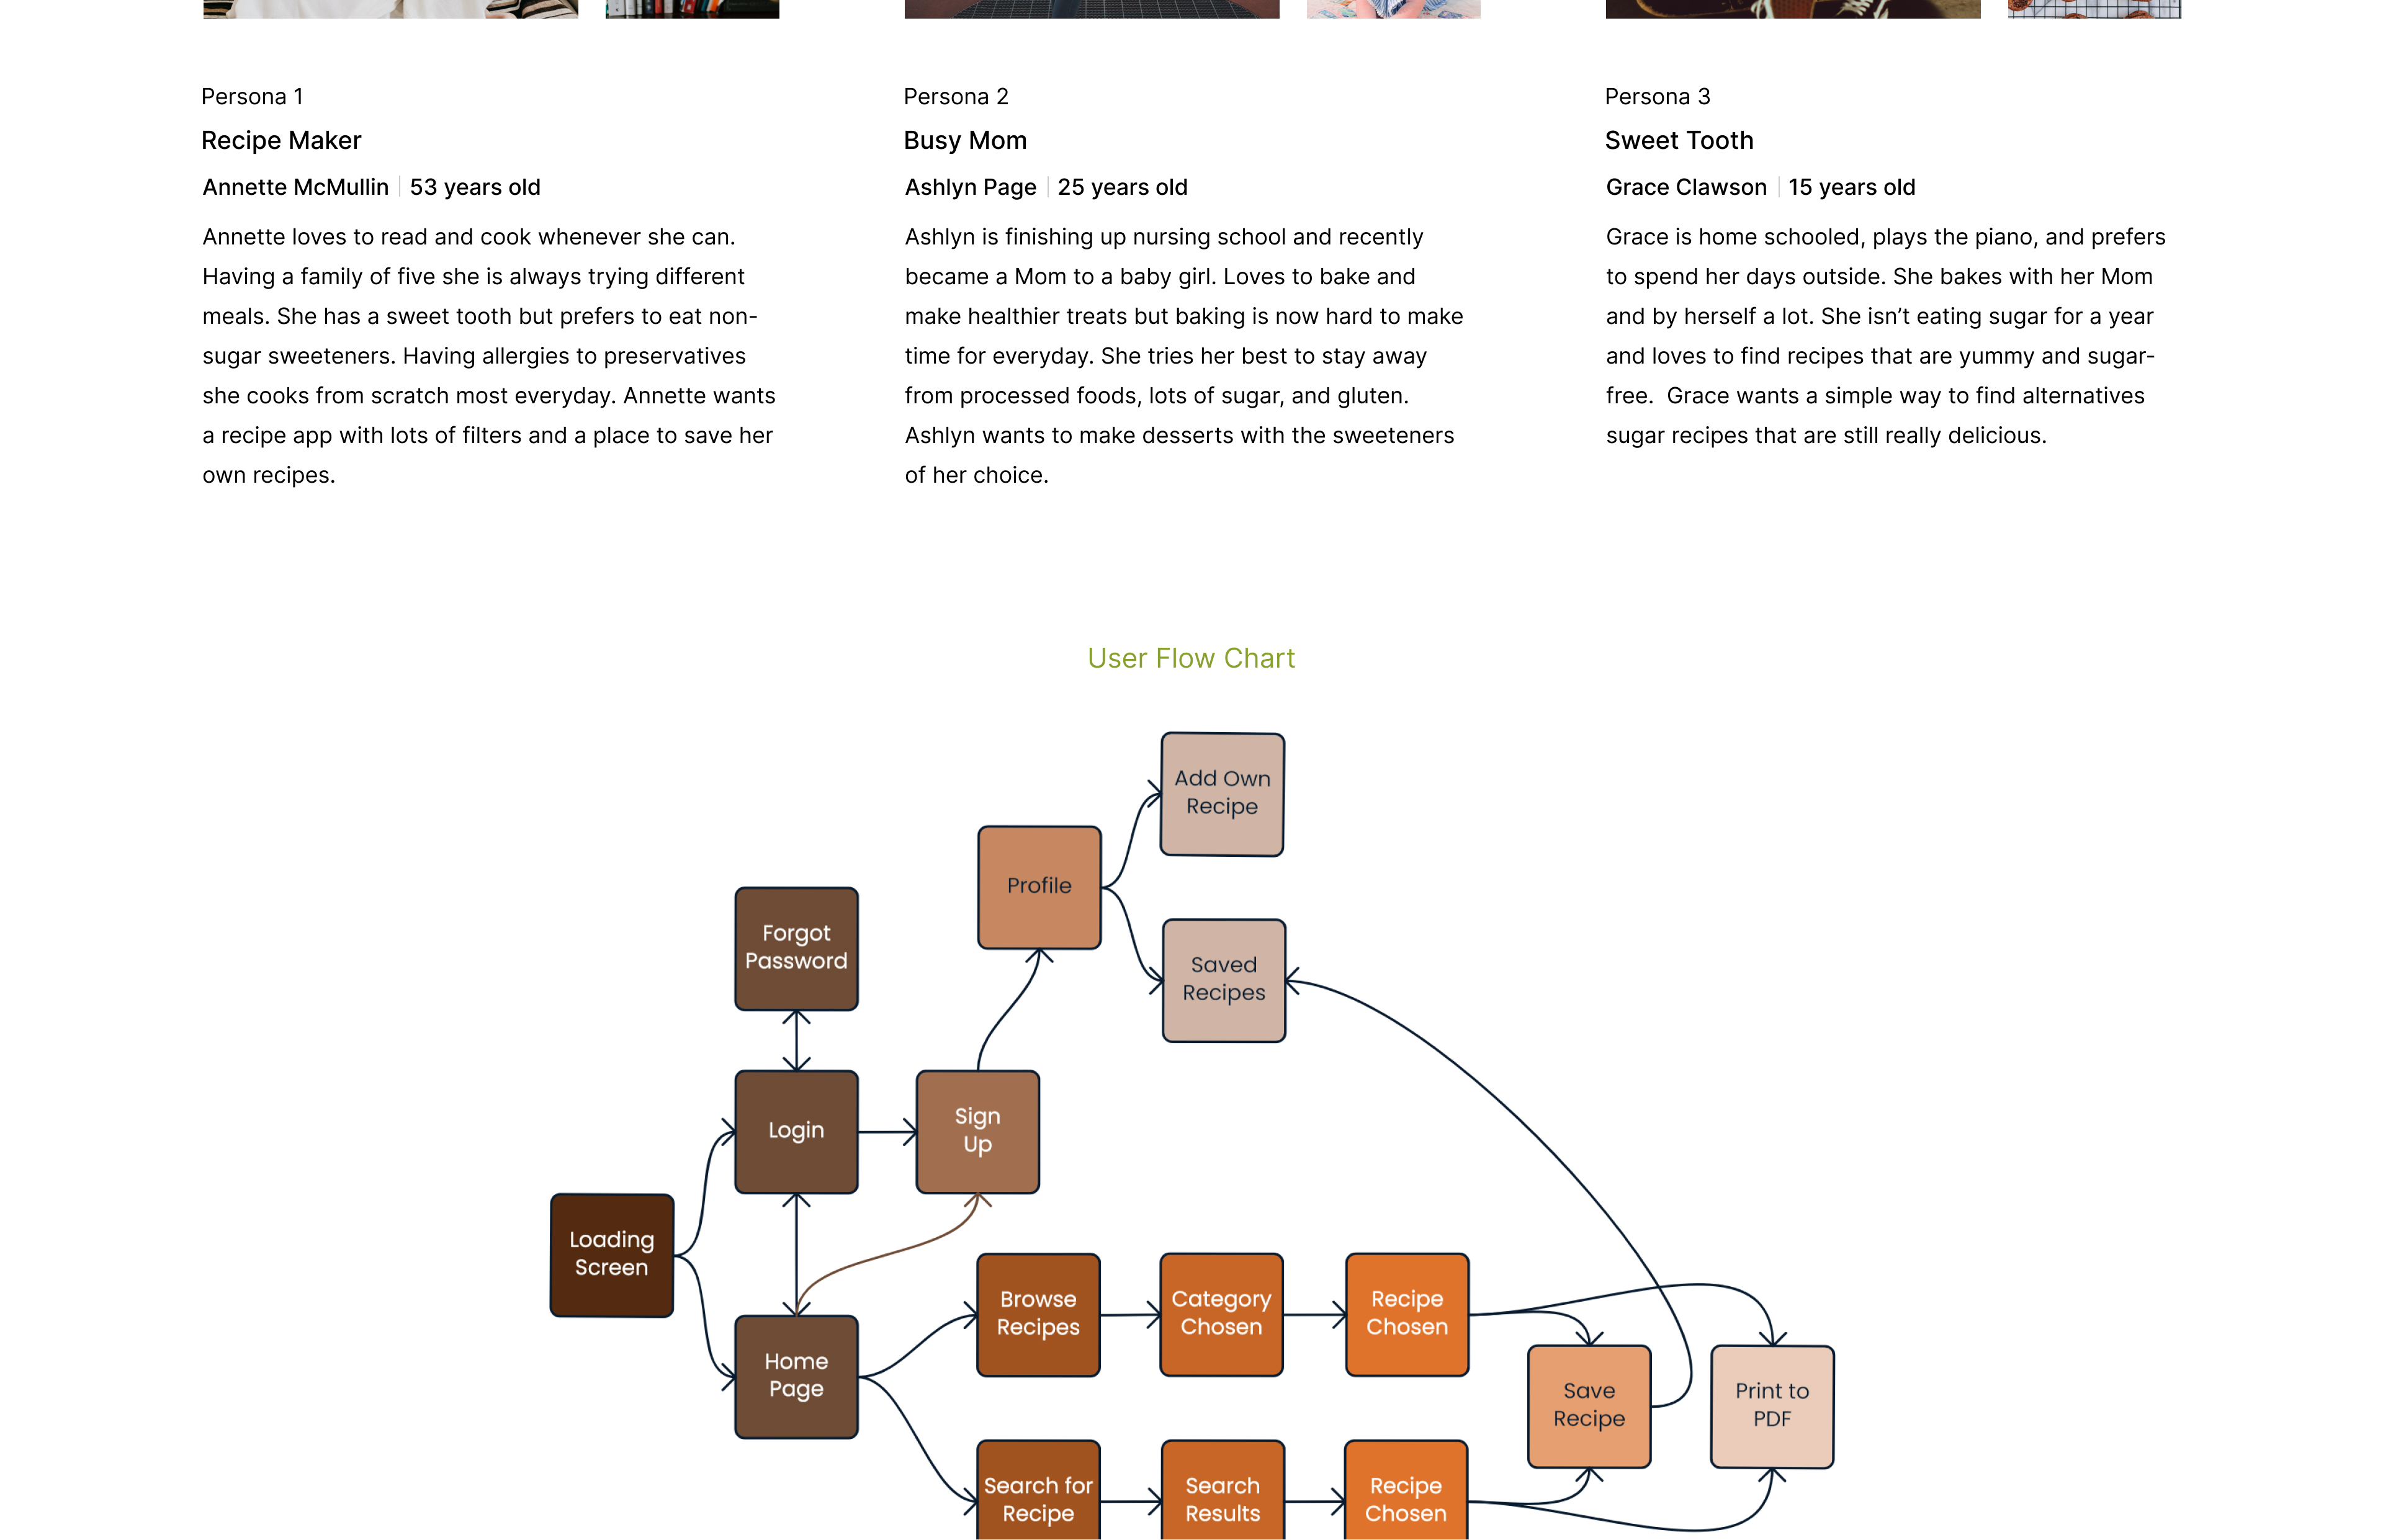 Persona 1
Recipe Maker
Annette McMullin | 53 years old
Annette loves to read and cook whenever she can.
Having a family of five she is always trying different
meals. She has a sweet tooth but prefers to eat non-
sugar sweeteners. Having allergies to preservatives
she cooks from scratch most everyday. Annette wants
a recipe app with lots of filters and a place to save her
own recipes.
Persona 2
Busy Mom
Ashlyn Page | 25 years old
Ashlyn is finishing up nursing school and recently
became a Mom to a baby girl. Loves to bake and
make healthier treats but baking is now hard to make
time for everyday. She tries her best to stay away
from processed foods, lots of sugar, and gluten.
Ashlyn wants to make desserts with the sweeteners
of her choice.
Persona 3
Sweet Tooth
Grace Clawson | 15 years old
Grace is home schooled, plays the piano, and prefers
to spend her days outside. She bakes with her Mom
and by herself a lot. She isn’t eating sugar for a year
and loves to find recipes that are yummy and sugar-
free.  Grace wants a simple way to find alternatives
sugar recipes that are still really delicious.
User Flow Chart
Add Own
Recipe
Profile
Forgot
Password
Saved
Recipes
Login
Sign
Up
Loading
Screen
Home
Page
Browse
Recipes
Category
Chosen
Recipe
Chosen
Save
Recipe
Print to
PDF
Search for
Recipe
Search
Results
Recipe
Chosen